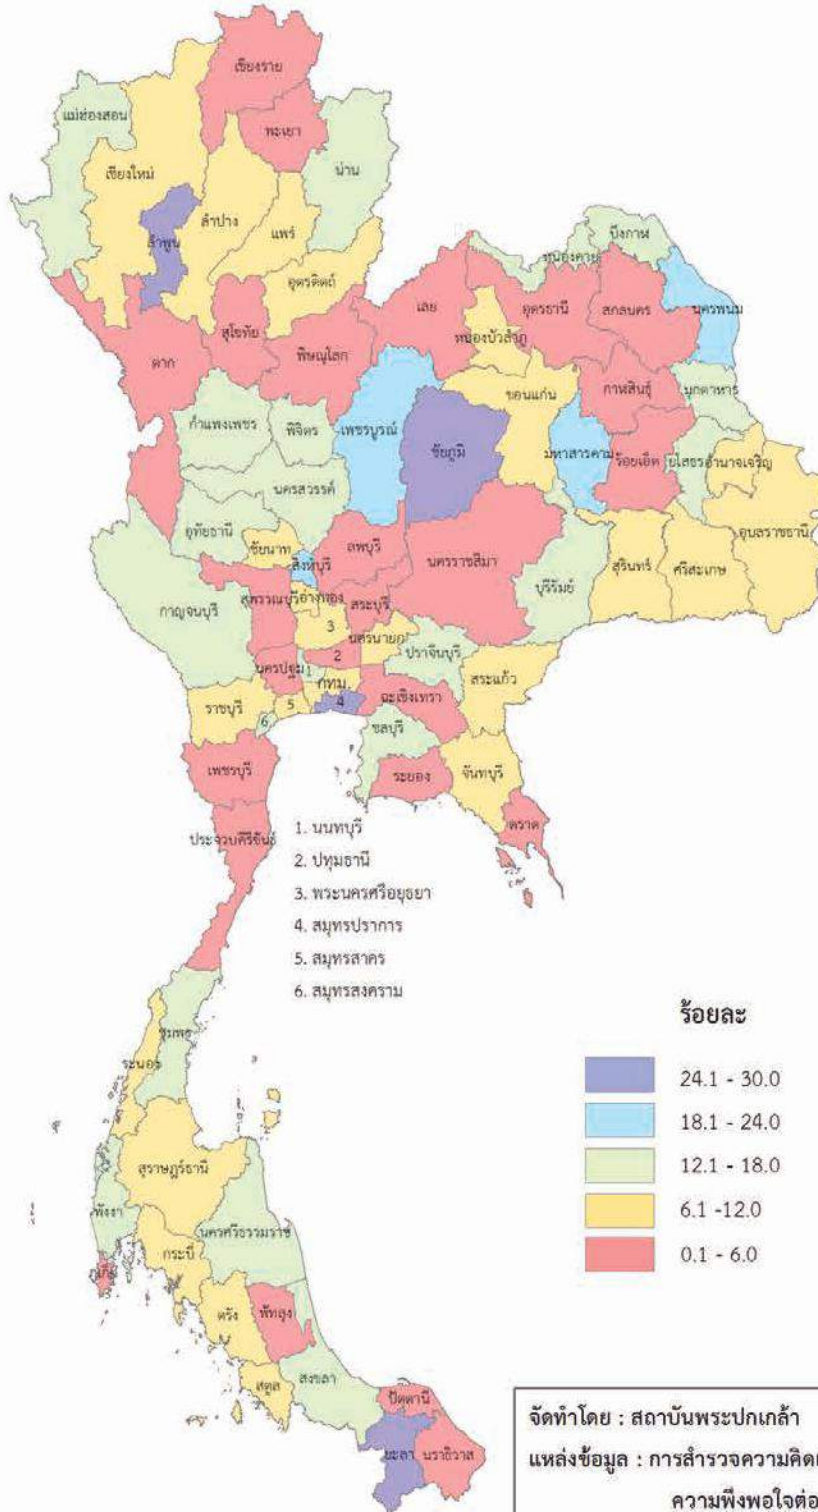 เชียงราย
พะเยา
แม่ฮ่องสอน
น่าน
เชียงใหม่
ลำปาง
แพร่
ลำพูน
อุตรดิตถ์
บึงกาฬ
หนองคาย
นครพนม
เลย
อุดรธานี
สกลนคร
สุโขทัย
พิษณุโลก
หนองบัวลำภู
ตาก
กาฬสินธุ์
มุกดาหาร
ขอนแก่น
กำแพงเพชร
พิจิตร
เพชรบูรณ์
ชัยภูมิ
มหาสารคาม
ร้อยเอ็ด
ยโสธร
อำนาจเจริญ
นครสวรรค์
อุบลราชธานี
อุทัยธานี
ชัยนาท
ลพบุรี
นครราชสีมา
สิงห์บุรี
สุรินทร์
ศรีสะเกษ
บุรีรัมย์
กาญจนบุรี
สุพรรณบุรี
อ่างทอง
สระบุรี
3
นครนายก
ปราจีนบุรี
2
นครปฐม
1
สระแก้ว
กทม.
ฉะเชิงเทรา
ราชบุรี
5
4
6
ชลบุรี
เพชรบุรี
ระยอง
จันทบุรี
ตราด
ประจวบคีรีขันธ์
1. นนทบุรี
2. ปทุมธานี
3. พระนครศรีอยุธยา
4. สมุทรปราการ
5. สมุทรสาคร
6. สมุทรสงคราม
ชุมพร
ระนอง
สุราษฎร์ธานี
พังงา
นครศรีธรรมราช
กระบี่
ภูเก็ต
ตรัง
พัทลุง
สงขลา
สตูล
ปัตตานี
ยะลา
นราธิวาส
ร้อยละ
24.1 - 30.0
18.1 - 24.0
12.1 - 18.0
6.1 -12.0
0.1 - 6.0
จัดทำโดย : สถาบันพระปกเกล้า
แหล่งข้อมูล : การสำรวจความคิด
ความพึงพอใจต่อ